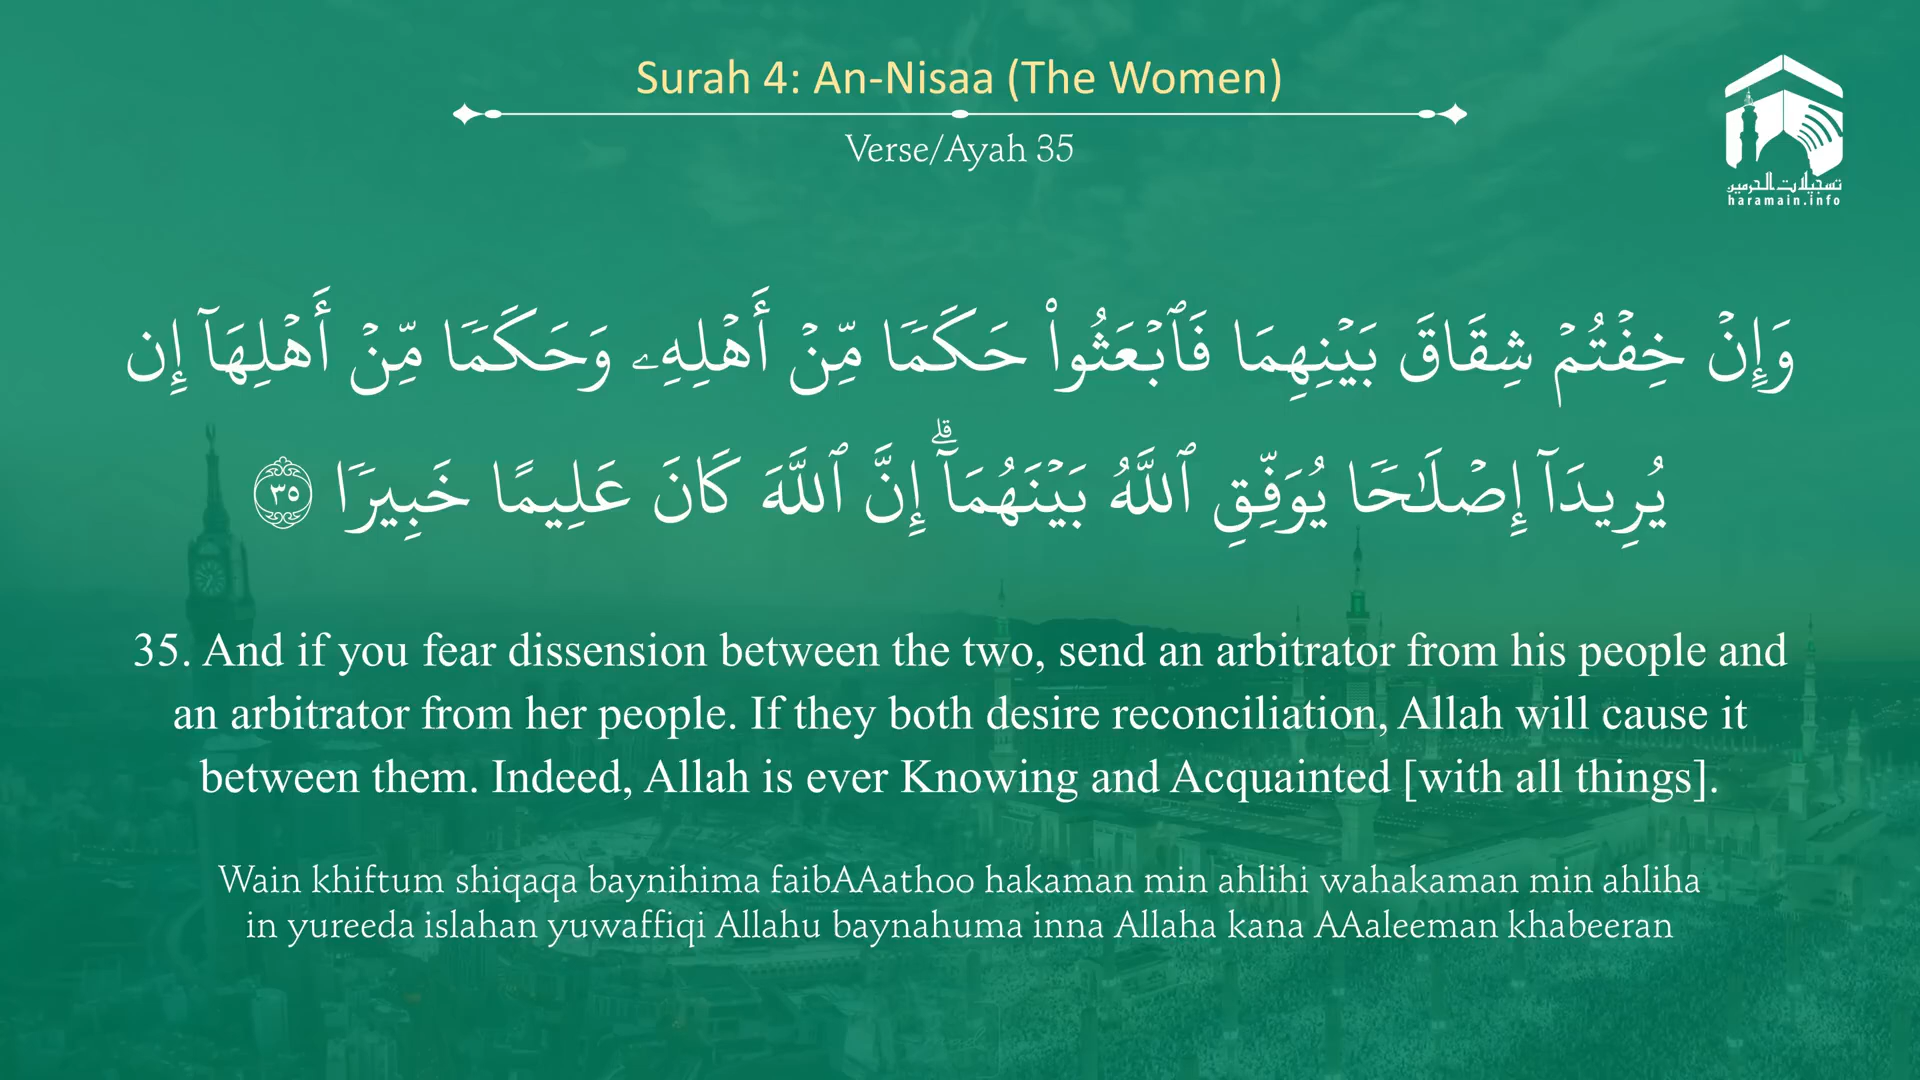 Surah 4: An-Nisaa (The Women)
Verse/Ayah 35
تسجيلات الحرمين
haramain.info
وَإِنۡ خِفۡتُمۡ شِقَاقَ بَيۡنِهِمَا فَٱبۡعَثُواْ حَكَمٗا مِّنۡ أَهۡلِهِۦ وَحَكَمٗا مِّنۡ أَهۡلِهَآ إِن
يُرِيدَآ إِصۡلَٰحٗا يُوَفِّقِ ٱللَّهُ بَيۡنَهُمَآۗ إِنَّ ٱللَّهَ كَانَ عَلِيمًا خَبِيرٗا ٣٥
35. And if you fear dissension between the two, send an arbitrator from his people and
an arbitrator from her people. If they both desire reconciliation, Allah will cause it
between them. Indeed, Allah is ever Knowing and Acquainted [with all things].
Wain khiftum shiqaqa baynihima faibAAathoo hakaman min ahlihi wahakaman min ahliha
in yureeda islahan yuwaffiqi Allahu baynahuma inna Allaha kana AAaleeman khabeeran